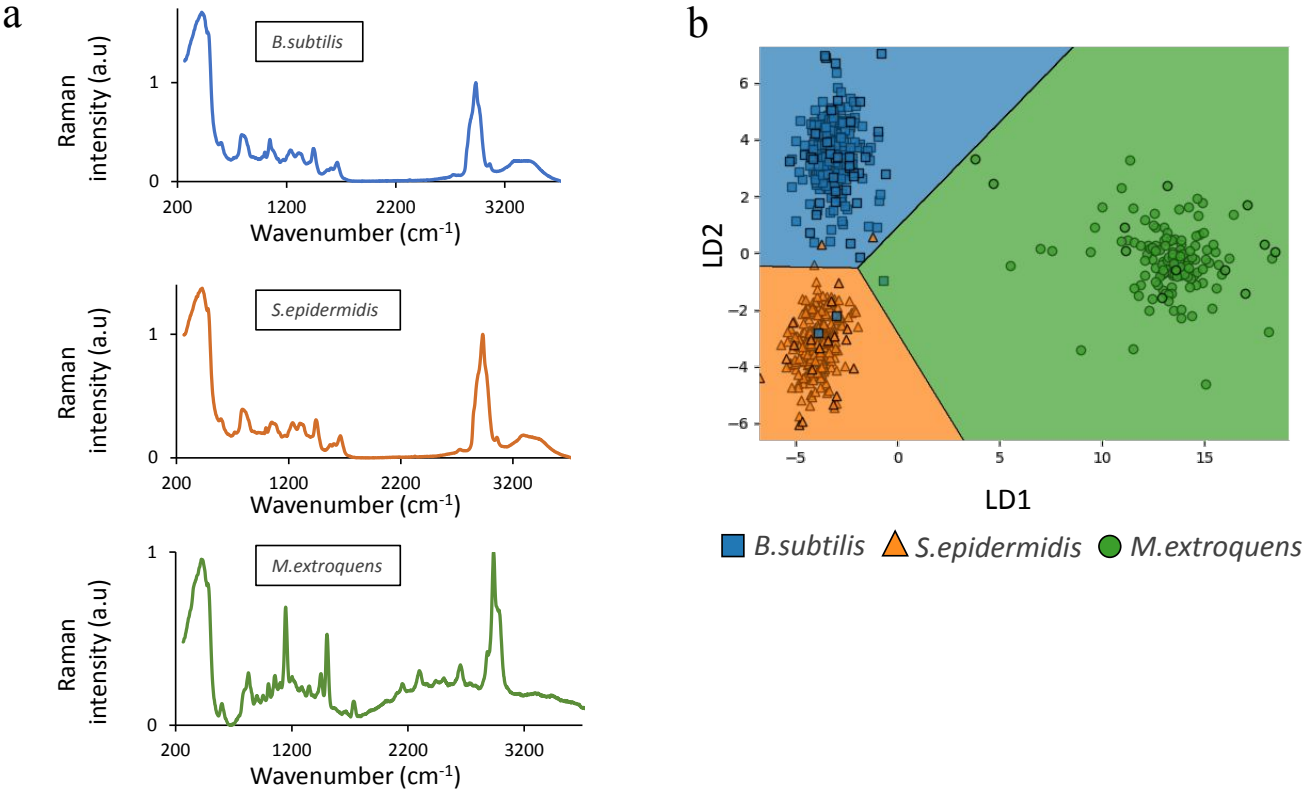 a
Raman
intensity (a.u)
B.subtilis
1
0
200 1200 2200 3200
Wavenumber (cm-1)
Raman
intensity (a.u)
S.epidermidis
1
0
200 1200 2200 3200
Wavenumber (cm-1)
Raman
intensity (a.u)
M.extroquens
1
0
200 1200 2200 3200
Wavenumber (cm-1)
b
LD2
6
4
2
0
−2
−4
−6
−5 0 5 10 15
LD1
B.subtilis S.epidermidis M.extroquens